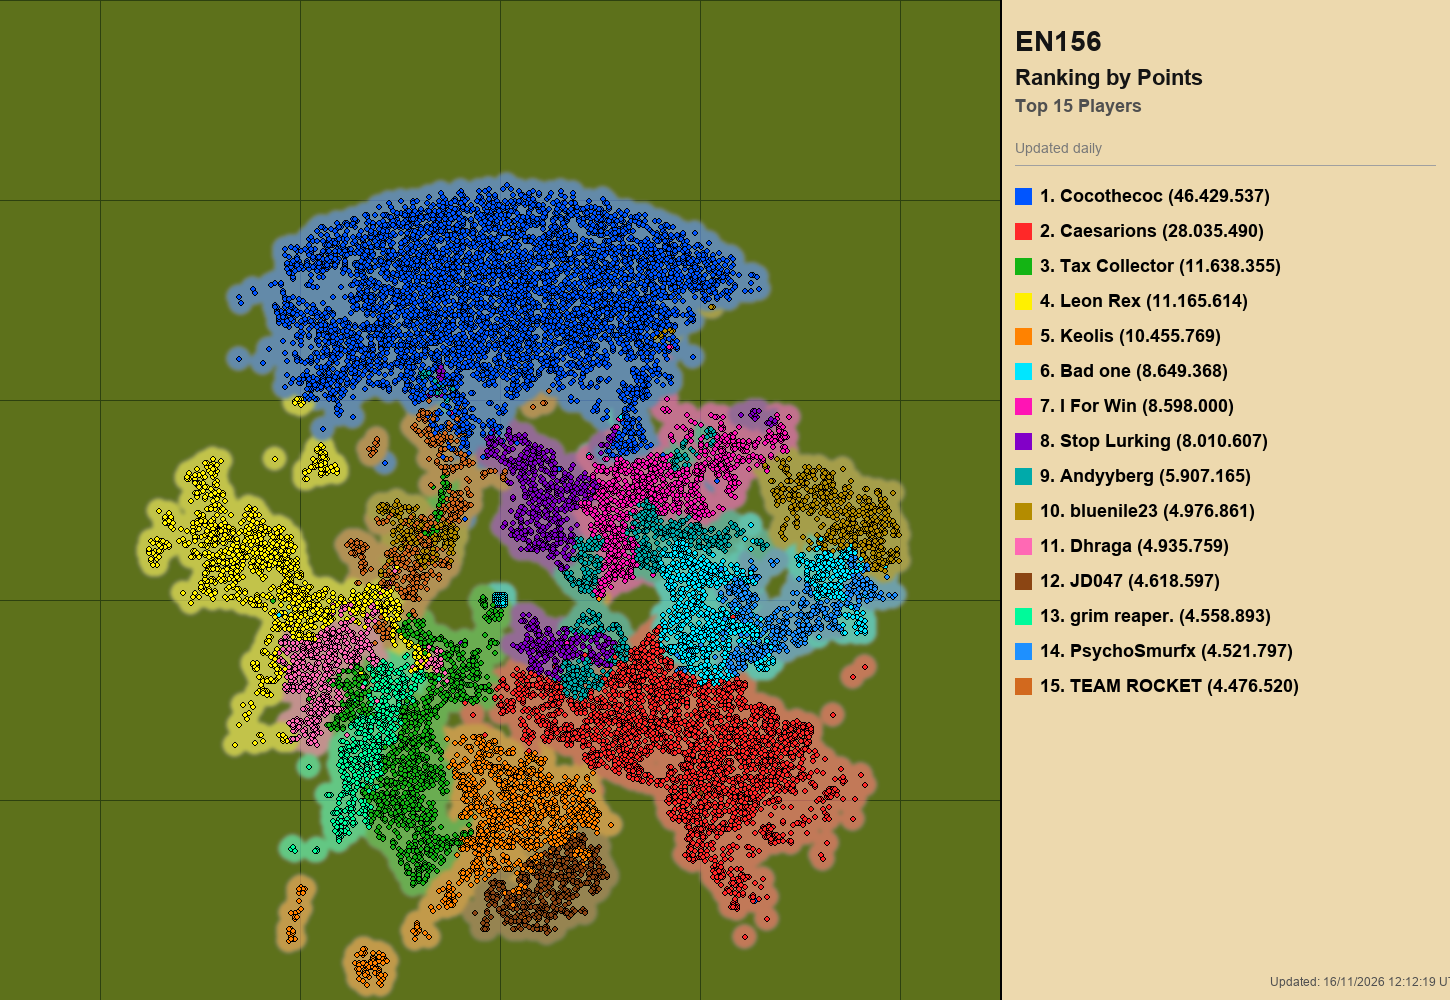 EN156
Ranking by Points
Top 15 Players
Updated daily
1. Cocothecoc (46.429.537)
2. Caesarions (28.035.490)
3. Tax Collector (11.638.355)
4. Leon Rex (11.165.614)
5. Keolis (10.455.769)
6. Bad one (8.649.368)
7. I For Win (8.598.000)
8. Stop Lurking (8.010.607)
9. Andyyberg (5.907.165)
10. bluenile23 (4.976.861)
11. Dhraga (4.935.759)
12. JD047 (4.618.597)
13. grim reaper. (4.558.893)
14. PsychoSmurfx (4.521.797)
15. TEAM ROCKET (4.476.520)
Updated: 16/11/2026 12:12:19